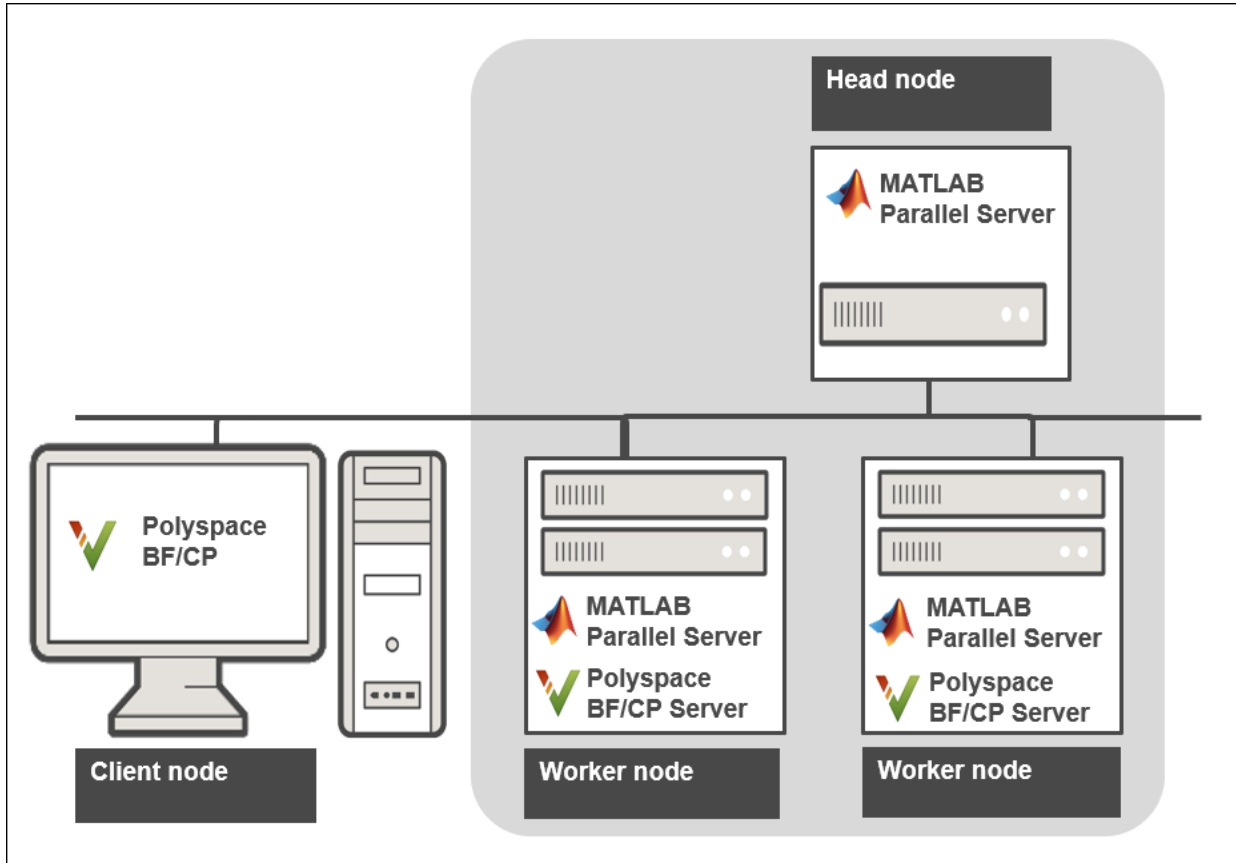 Head node
MATLAB
Parallel Server
Polyspace
BF/CP
Client node
MATLAB
Parallel Server
Polyspace
BF/CP Server
Worker node
MATLAB
Parallel Server
Polyspace
BF/CP Server
Worker node